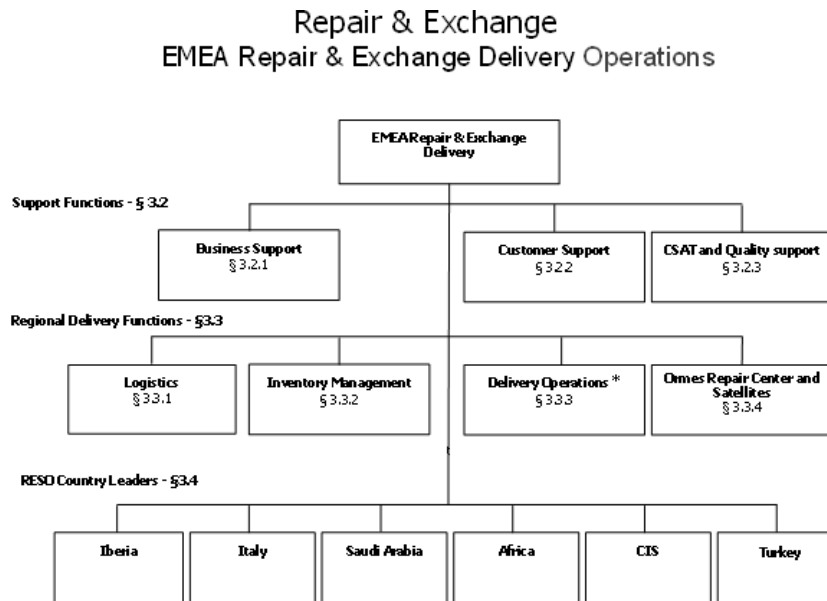 Repair & Exchange
EMEA Repair & Exchange Delivery Operations
EMEA Repair & Exchange
Delivery
Support Functions - § 3.2
Business Support
§ 3.2.1
Customer Support
§ 3.2.2
CSAT and Quality support
§ 3.2.3
Regional Delivery Functions - §3.3
Logistics
§ 3.3.1
Inventory Management
§ 3.3.2
Delivery Operations *
§ 3.3.3
Ormes Repair Center and
Satellites
§ 3.3.4
t
RESO Country Leaders - §3.4
Iberia
Italy
Saudi Arabia
Africa
CIS
Turkey